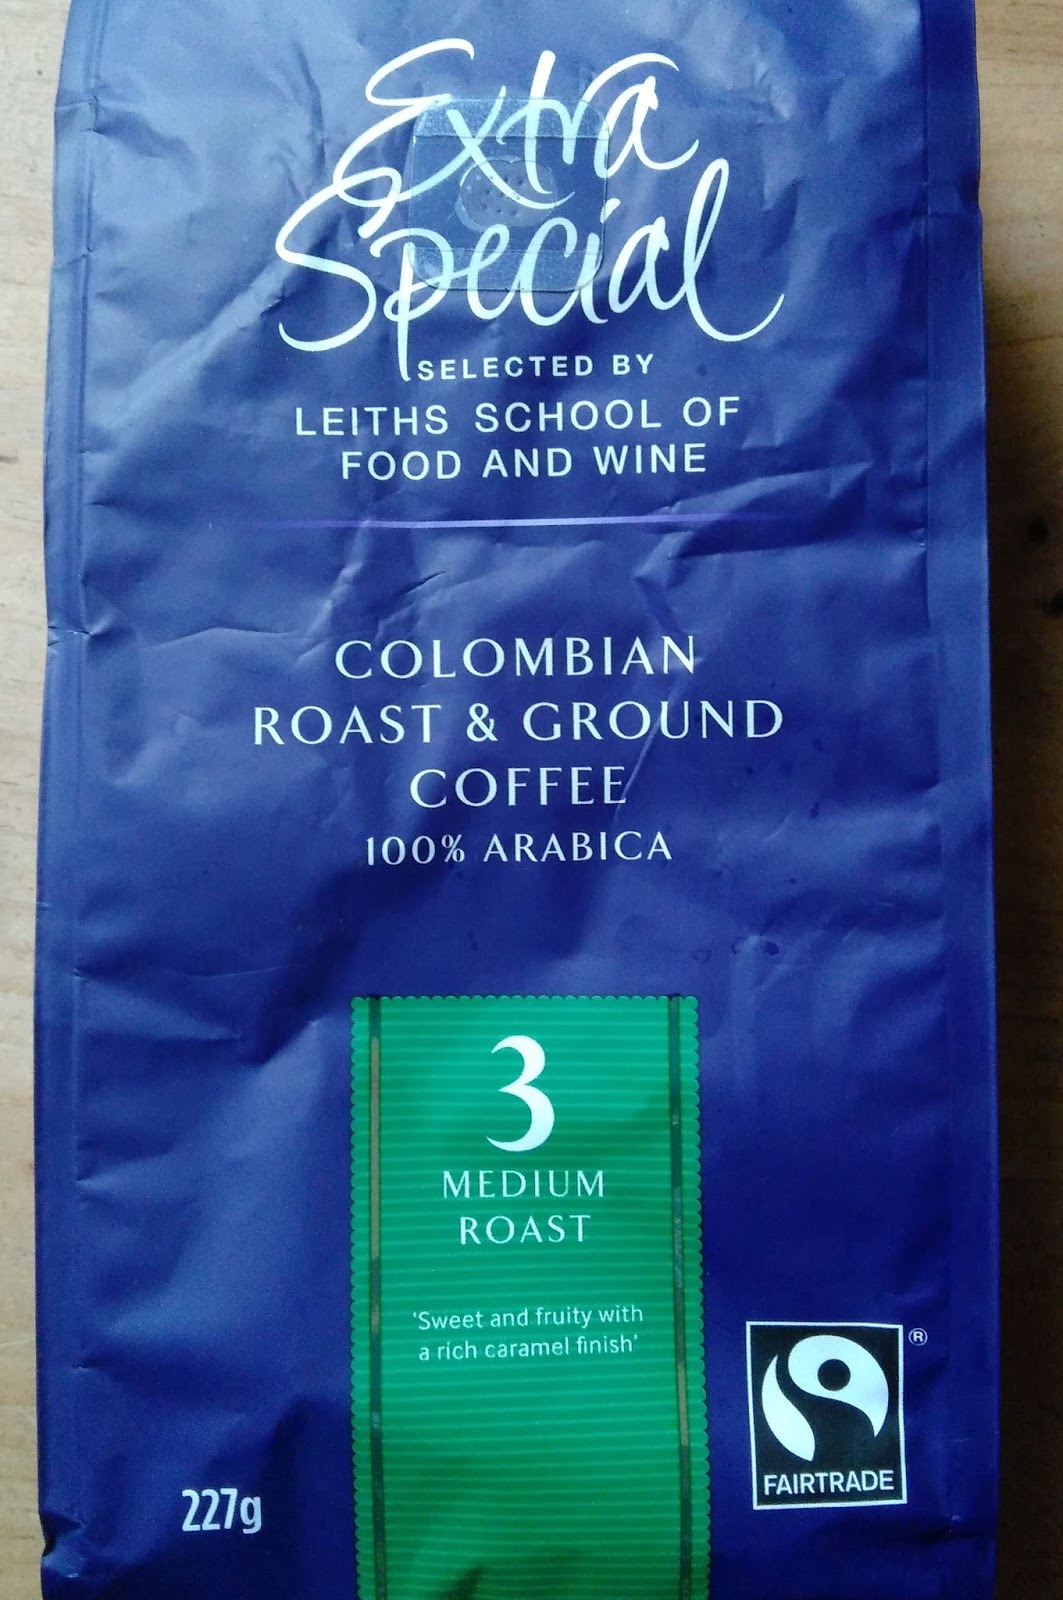 Extra
Special
SELECTED BY
LEITHS SCHOOL OF
FOOD AND WINE
COLOMBIAN
ROAST & GROUND
COFFEE
100% ARABICA
3
MEDIUM
ROAST
‘Sweet and fruity with
a rich caramel finish’
227g
FAIRTRADE
®